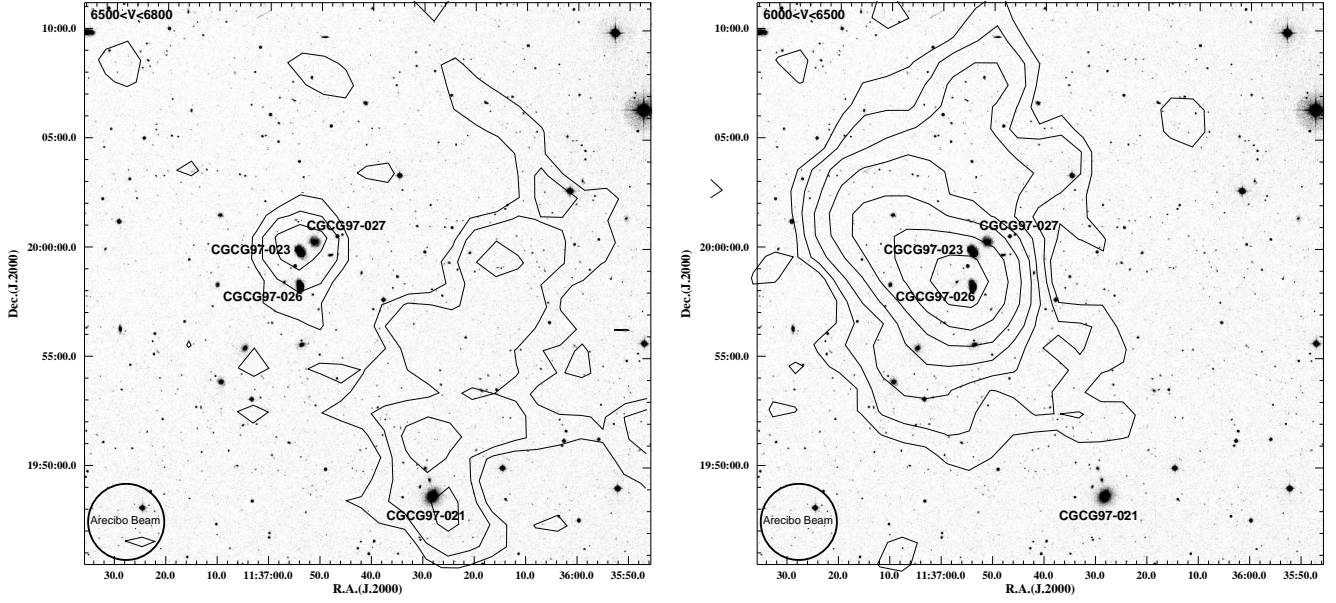 6500<V<6800
10:00.0
05:00.0
20:00:00.0
55:00.0
19:50:00.0
Dec.(J.2000)
CGCG97-027
CGCG97-023
CGCG97-026
CGCG97-021
Arecibo Beam
30.0 20.0 10.0 11:37:00.0 50.0 40.0 30.0 20.0 10.0 36:00.0 35:50.0
R.A.(J.2000)
6000<V<6500
10:00.0
05:00.0
20:00:00.0
55:00.0
19:50:00.0
Dec.(J.2000)
CGCG97-027
CGCG97-023
CGCG97-026
CGCG97-021
Arecibo Beam
30.0 20.0 10.0 11:37:00.0 50.0 40.0 30.0 20.0 10.0 36:00.0 35:50.0
R.A.(J.2000)